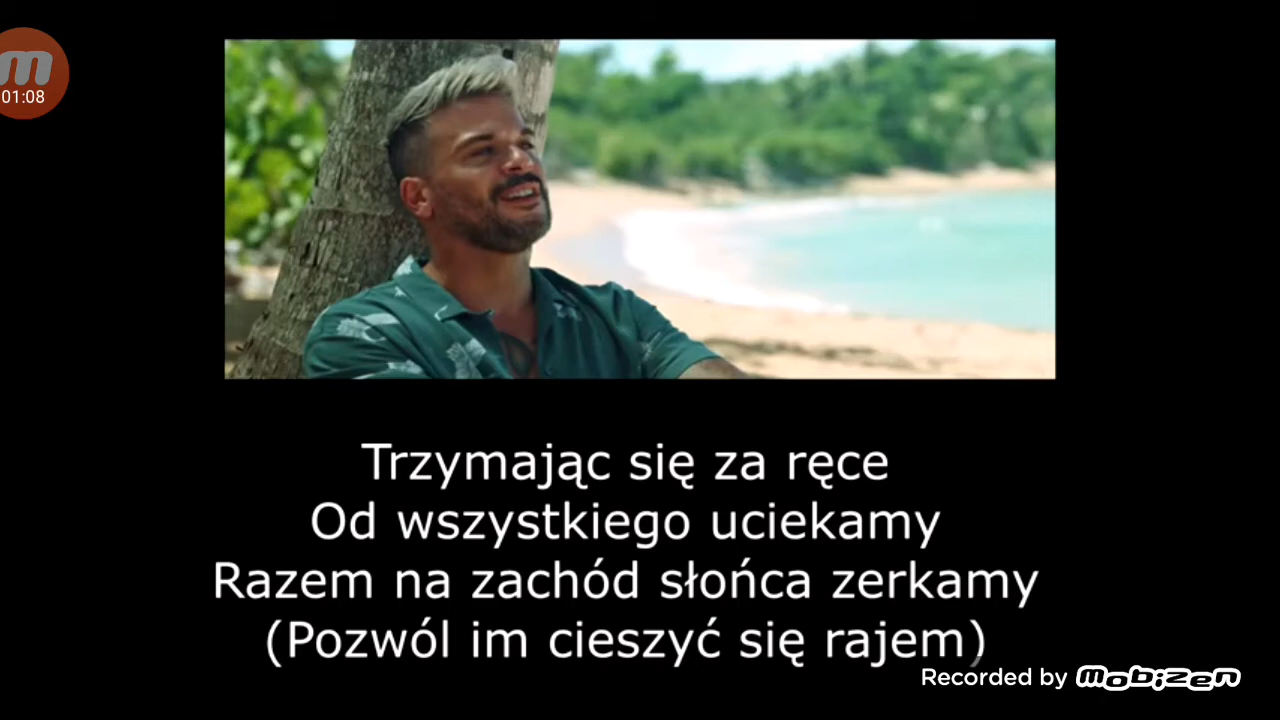 m
01:08
Trzymając się za ręce
Od wszystkiego uciekamy
Razem na zachód słońca zerkamy
(Pozwól im cieszyć się rajem)
Recorded by mobizen